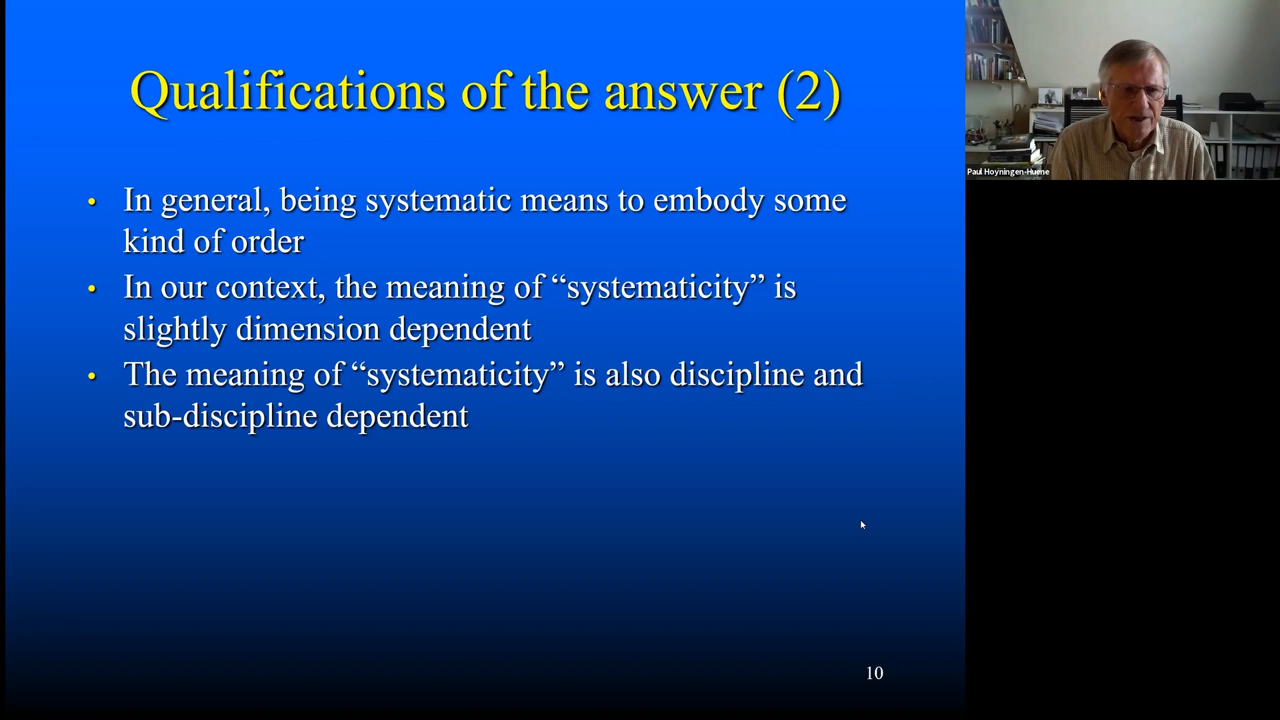 Qualifications of the answer (2)
• In general, being systematic means to embody some
kind of order
• In our context, the meaning of “systematicity” is
slightly dimension dependent
• The meaning of “systematicity” is also discipline and
sub-discipline dependent
10
Paul Hoyningen-Huene